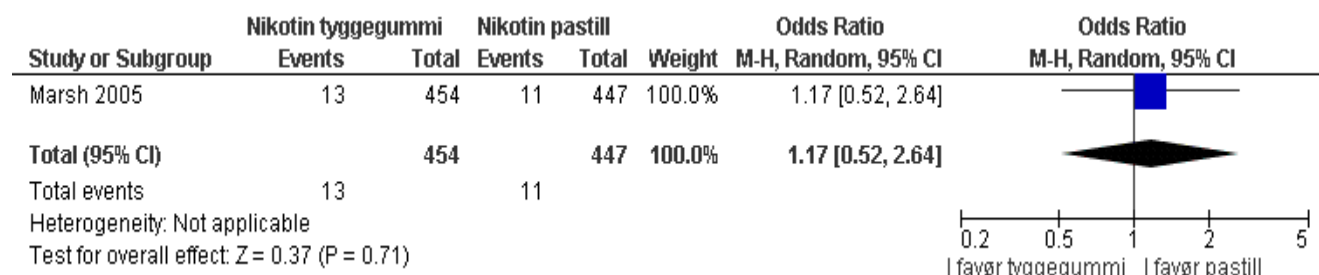 Nikotin tyggegummi Nikotin pastill Odds Ratio Odds Ratio
Study or Subgroup Events Total Events Total Weight M-H, Random, 95% CI M-H, Random, 95% CI
Marsh 2005 13 454 11 447 100.0% 1.17 [0.52, 2.64]
Total (95% CI) 454 447 100.0% 1.17 [0.52, 2.64]
Total events 13 11
Heterogeneity: Not applicable
Test for overall effect: Z = 0.37 (P = 0.71)
0.2 0.5 1 2 5
I favør tyggegummi I favør pastill